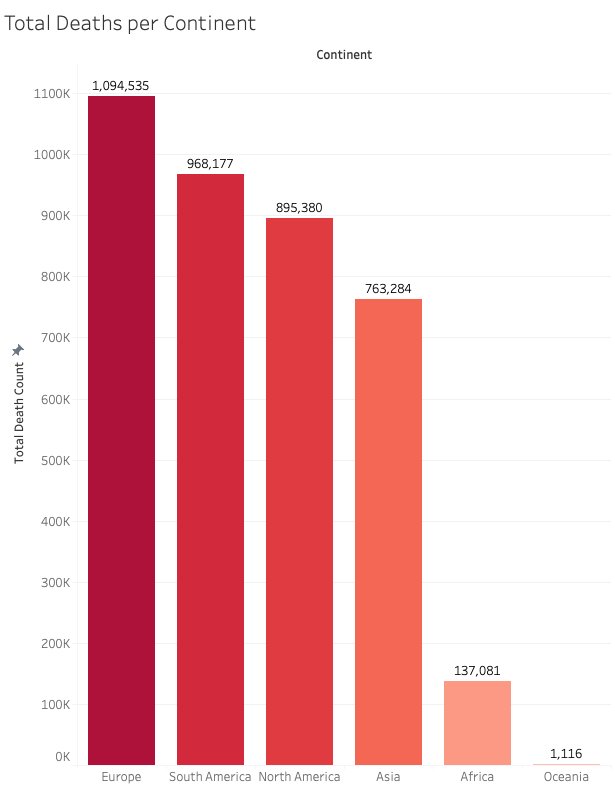 Total Deaths per Continent
Continent
1,094,535
968,177
895,380
763,284
137,081
1,116
1100K
1000K
900K
800K
700K
600K
500K
400K
300K
200K
100K
0K
Total Death Count
Europe
South America
North America
Asia
Africa
Oceania